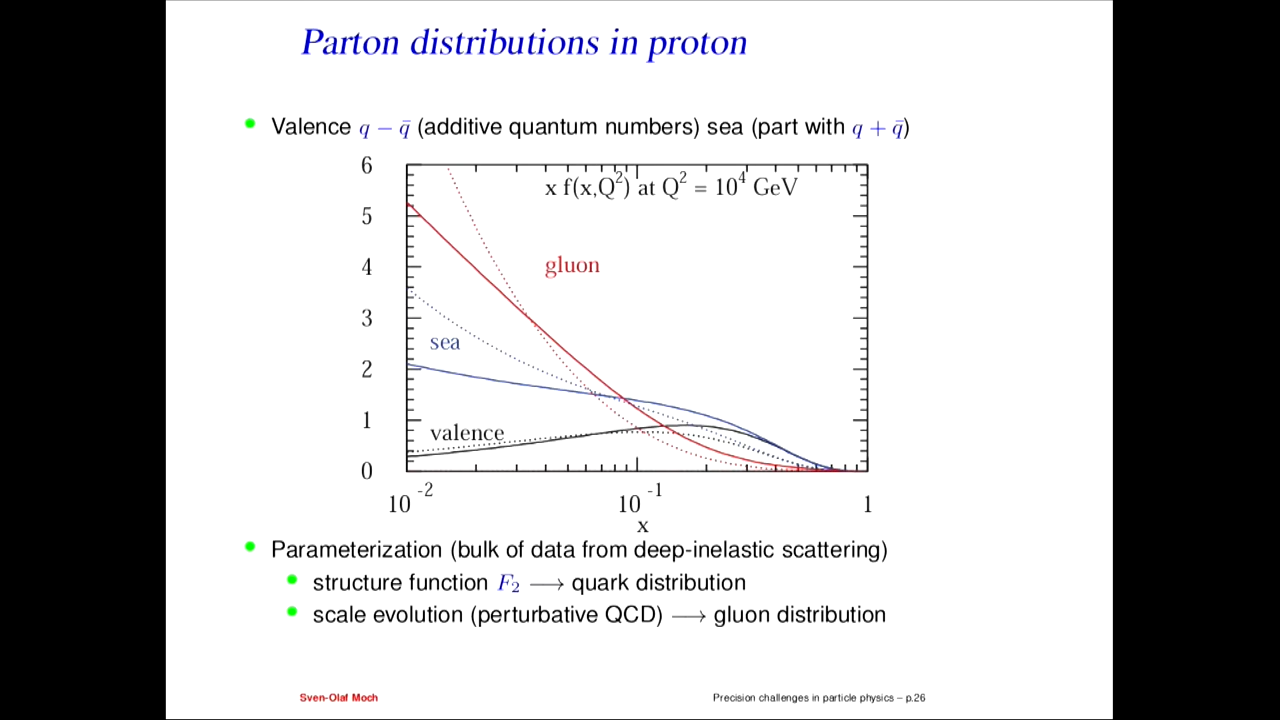 Parton distributions in proton
Valence q − q̄ (additive quantum numbers) sea (part with q + q̄)
x f(x,Q²) at Q² = 10⁴ GeV
6
5
4
3
2
1
0
gluon
sea
valence
10⁻²
10⁻¹
1
x
Parameterization (bulk of data from deep-inelastic scattering)
structure function F₂ ⟶ quark distribution
scale evolution (perturbative QCD) ⟶ gluon distribution
Sven-Olaf Moch
Precision challenges in particle physics – p.26